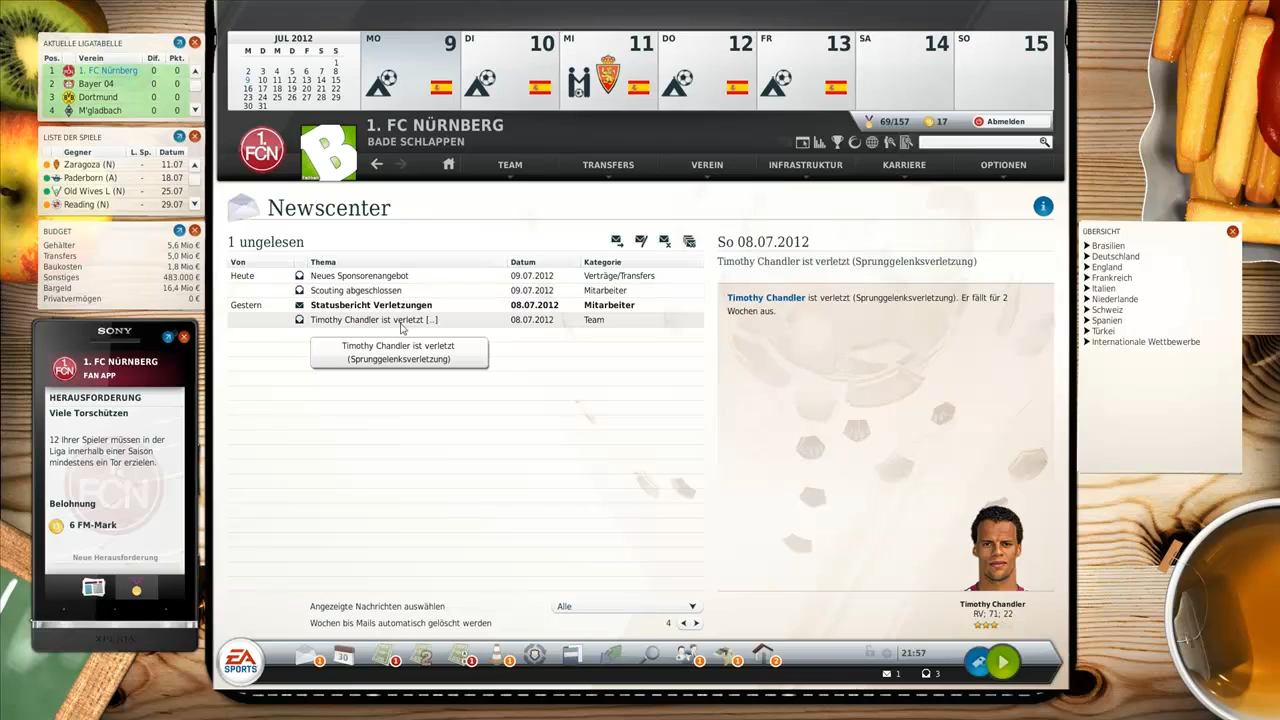 AKTUELLE LIGATABELLE
Pos. Verein Dif. Pkt.
1 1. FC Nürnberg 0 0
2 Bayer 04 0 0
3 Dortmund 0 0
4 M'gladbach 0 0
LISTE DER SPIELE
Gegner L. Sp. Datum
Zaragoza (N) - 11.07
Paderborn (A) - 18.07
Old Wives L (N) - 25.07
Reading (N) - 29.07
BUDGET
Gehälter 5,6 Mio €
Transfers 5,0 Mio €
Baukosten 1,8 Mio €
Sonstiges 483.000 €
Bargeld 16,4 Mio €
Privatvermögen 0 €
SONY
1. FC NÜRNBERG
FAN APP
HERAUSFORDERUNG
Viele Torschützen
12 Ihrer Spieler müssen in der
Liga innerhalb einer Saison
mindestens ein Tor erzielen.
Belohnung
6 FM-Mark
Neue Herausforderung
XPERIA
JUL 2012
M D M D F S S
1
2 3 4 5 6 7 8
9 10 11 12 13 14 15
16 17 18 19 20 21 22
23 24 25 26 27 28 29
30 31
MO 9
DI 10
MI 11
DO 12
FR 13
SA 14
SO 15
69/157 17 Abmelden
1. FC NÜRNBERG
BADE SCHLAPPEN
TEAM TRANSFERS VEREIN INFRASTRUKTUR KARRIERE OPTIONEN
Newscenter
1 ungelesen
Von Thema Datum Kategorie
Heute Neues Sponsorenangebot 09.07.2012 Verträge/Transfers
Scouting abgeschlossen 09.07.2012 Mitarbeiter
Gestern Statusbericht Verletzungen 08.07.2012 Mitarbeiter
Timothy Chandler ist verletzt [..] 08.07.2012 Team
Timothy Chandler ist verletzt
(Sprunggelenksverletzung)
Angezeigte Nachrichten auswählen Alle
Wochen bis Mails automatisch gelöscht werden 4
So 08.07.2012
Timothy Chandler ist verletzt (Sprunggelenksverletzung)
Timothy Chandler ist verletzt (Sprunggelenksverletzung). Er fällt für 2
Wochen aus.
Timothy Chandler
RV; 71; 22
ÜBERSICHT
Brasilien
Deutschland
England
Frankreich
Italien
Niederlande
Schweiz
Spanien
Türkei
Internationale Wettbewerbe
EA
SPORTS
1 30 1 2 1 1 1 1 2
21:57
1 3